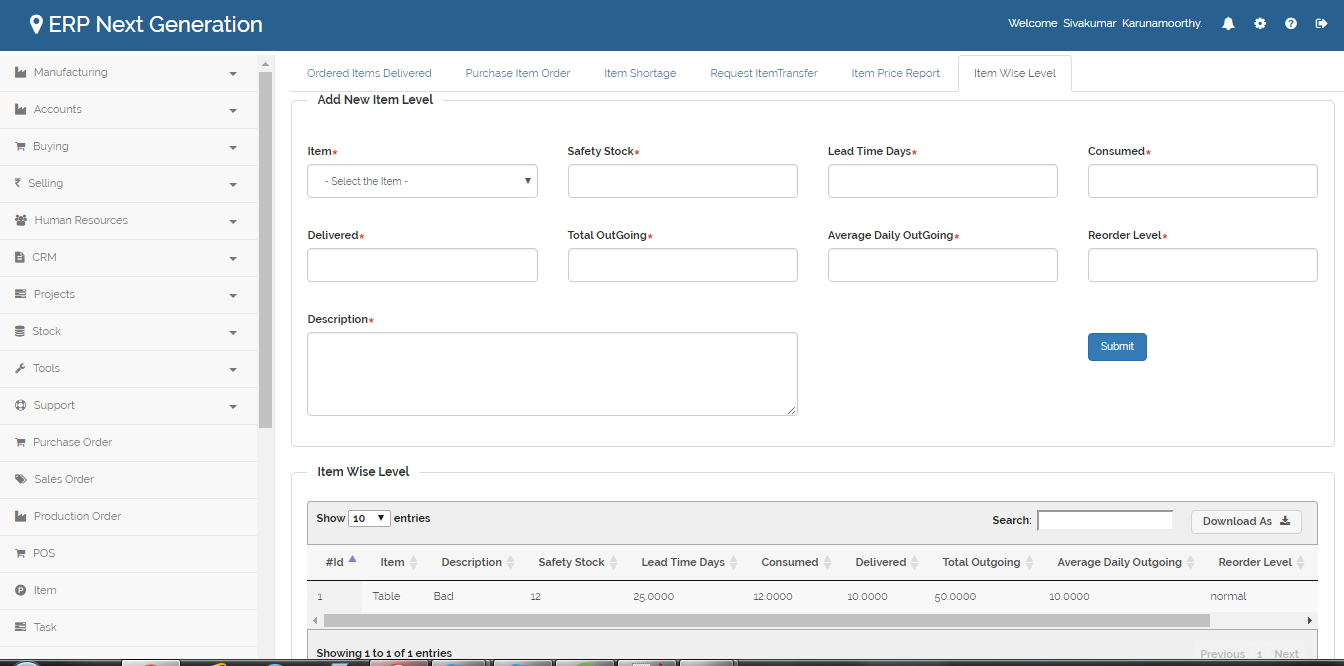 ERP Next Generation
Welcome Sivakumar Karunamoorthy.
Manufacturing
Accounts
Buying
Selling
Human Resources
CRM
Projects
Stock
Tools
Support
Purchase Order
Sales Order
Production Order
POS
Item
Task
Ordered Items Delivered Purchase Item Order Item Shortage Request ItemTransfer Item Price Report Item Wise Level
Add New Item Level
Item* Safety Stock* Lead Time Days* Consumed*
- Select the Item -
Delivered* Total OutGoing* Average Daily OutGoing* Reorder Level*
Description*
Submit
Item Wise Level
Show 10 entries Search: Download As
#Id Item Description Safety Stock Lead Time Days Consumed Delivered Total Outgoing Average Daily Outgoing Reorder Level
1 Table Bad 12 25.0000 12.0000 10.0000 50.0000 10.0000 normal
Showing 1 to 1 of 1 entries Previous 1 Next